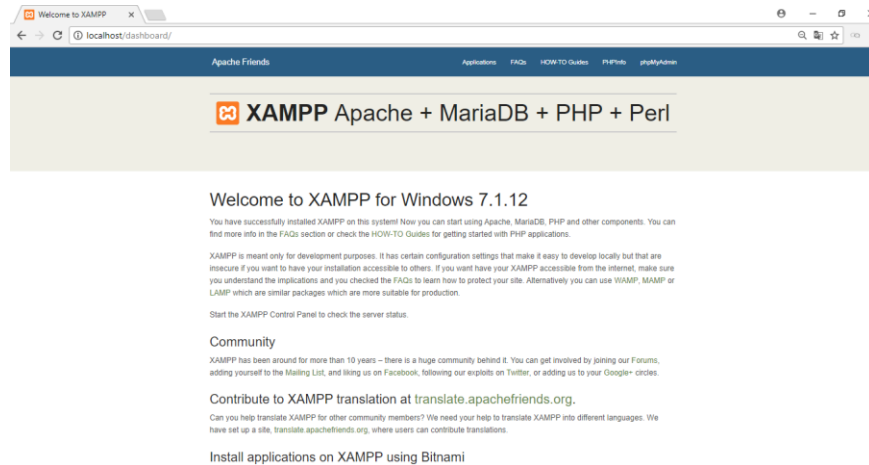 Welcome to XAMPP
localhost/dashboard/
Apache Friends
Applications FAQs HOW-TO Guides PHPInfo phpMyAdmin
XAMPP Apache + MariaDB + PHP + Perl
Welcome to XAMPP for Windows 7.1.12
You have successfully installed XAMPP on this system! Now you can start using Apache, MariaDB, PHP and other components. You can
find more info in the FAQs section or check the HOW-TO Guides for getting started with PHP applications.
XAMPP is meant only for development purposes. It has certain configuration settings that make it easy to develop locally but that are
insecure if you want to have your installation accessible to others. If you want have your XAMPP accessible from the internet, make sure
you understand the implications and you checked the FAQs to learn how to protect your site. Alternatively you can use WAMP, MAMP or
LAMP which are similar packages which are more suitable for production.
Start the XAMPP Control Panel to check the server status.
Community
XAMPP has been around for more than 10 years – there is a huge community behind it. You can get involved by joining our Forums,
adding yourself to the Mailing List, and liking us on Facebook, following our exploits on Twitter, or adding us to your Google+ circles.
Contribute to XAMPP translation at translate.apachefriends.org.
Can you help translate XAMPP for other community members? We need your help to translate XAMPP into different languages. We
have set up a site, translate.apachefriends.org, where users can contribute translations.
Install applications on XAMPP using Bitnami